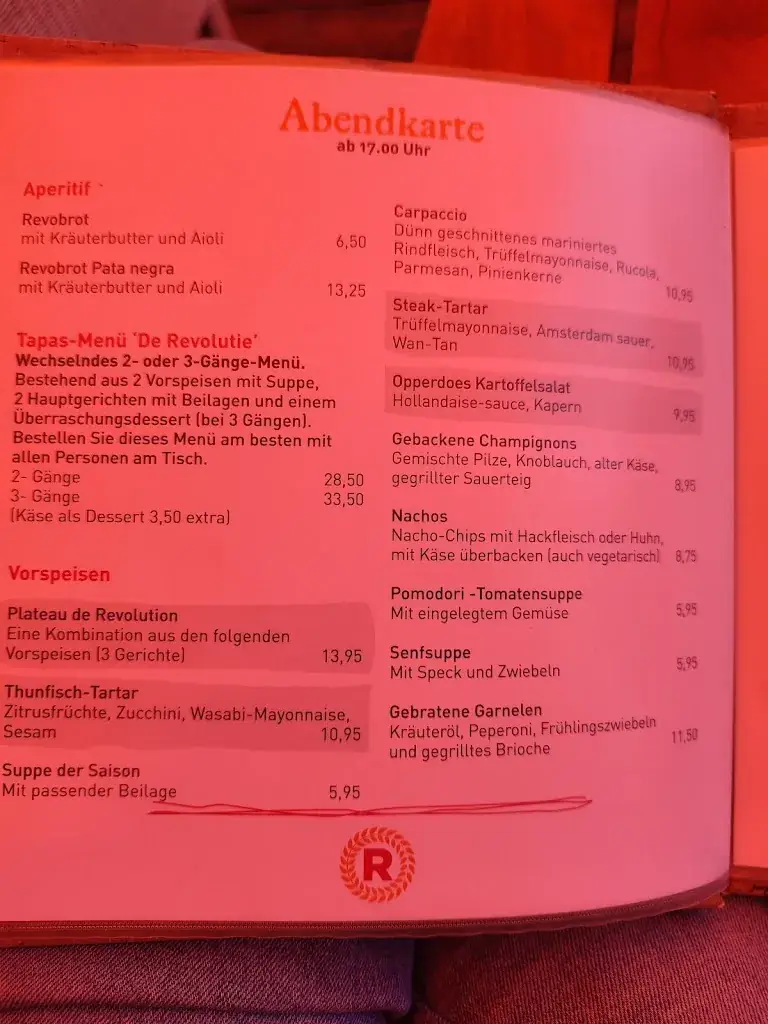 Abendkarte
ab 17.00 Uhr
Aperitif
Revobrot
mit Kräuterbutter und Aioli 6,50
Revobrot Pata negra
mit Kräuterbutter und Aioli 13,25
Tapas-Menü 'De Revolutie'
Wechselndes 2- oder 3-Gänge-Menü.
Bestehend aus 2 Vorspeisen mit Suppe,
2 Hauptgerichten mit Beilagen und einem
Überraschungsdessert (bei 3 Gängen).
Bestellen Sie dieses Menü am besten mit
allen Personen am Tisch.
2- Gänge 28,50
3- Gänge 33,50
(Käse als Dessert 3,50 extra)
Vorspeisen
Plateau de Revolution
Eine Kombination aus den folgenden
Vorspeisen (3 Gerichte) 13,95
Thunfisch-Tartar
Zitrusfrüchte, Zucchini, Wasabi-Mayonnaise,
Sesam 10,95
Suppe der Saison
Mit passender Beilage 5,95
Carpaccio
Dünn geschnittenes mariniertes
Rindfleisch, Trüffelmayonnaise, Rucola,
Parmesan, Pinienkerne 10,95
Steak-Tartar
Trüffelmayonnaise, Amsterdam sauer,
Wan-Tan 10,95
Opperdoes Kartoffelsalat
Hollandaise-sauce, Kapern 9,95
Gebackene Champignons
Gemischte Pilze, Knoblauch, alter Käse,
gegrillter Sauerteig 8,95
Nachos
Nacho-Chips mit Hackfleisch oder Huhn,
mit Käse überbacken (auch vegetarisch) 8,75
Pomodori -Tomatensuppe
Mit eingelegtem Gemüse 5,95
Senfsuppe
Mit Speck und Zwiebeln 5,95
Gebratene Garnelen
Kräuteröl, Peperoni, Frühlingszwiebeln
und gegrilltes Brioche 11,50
R